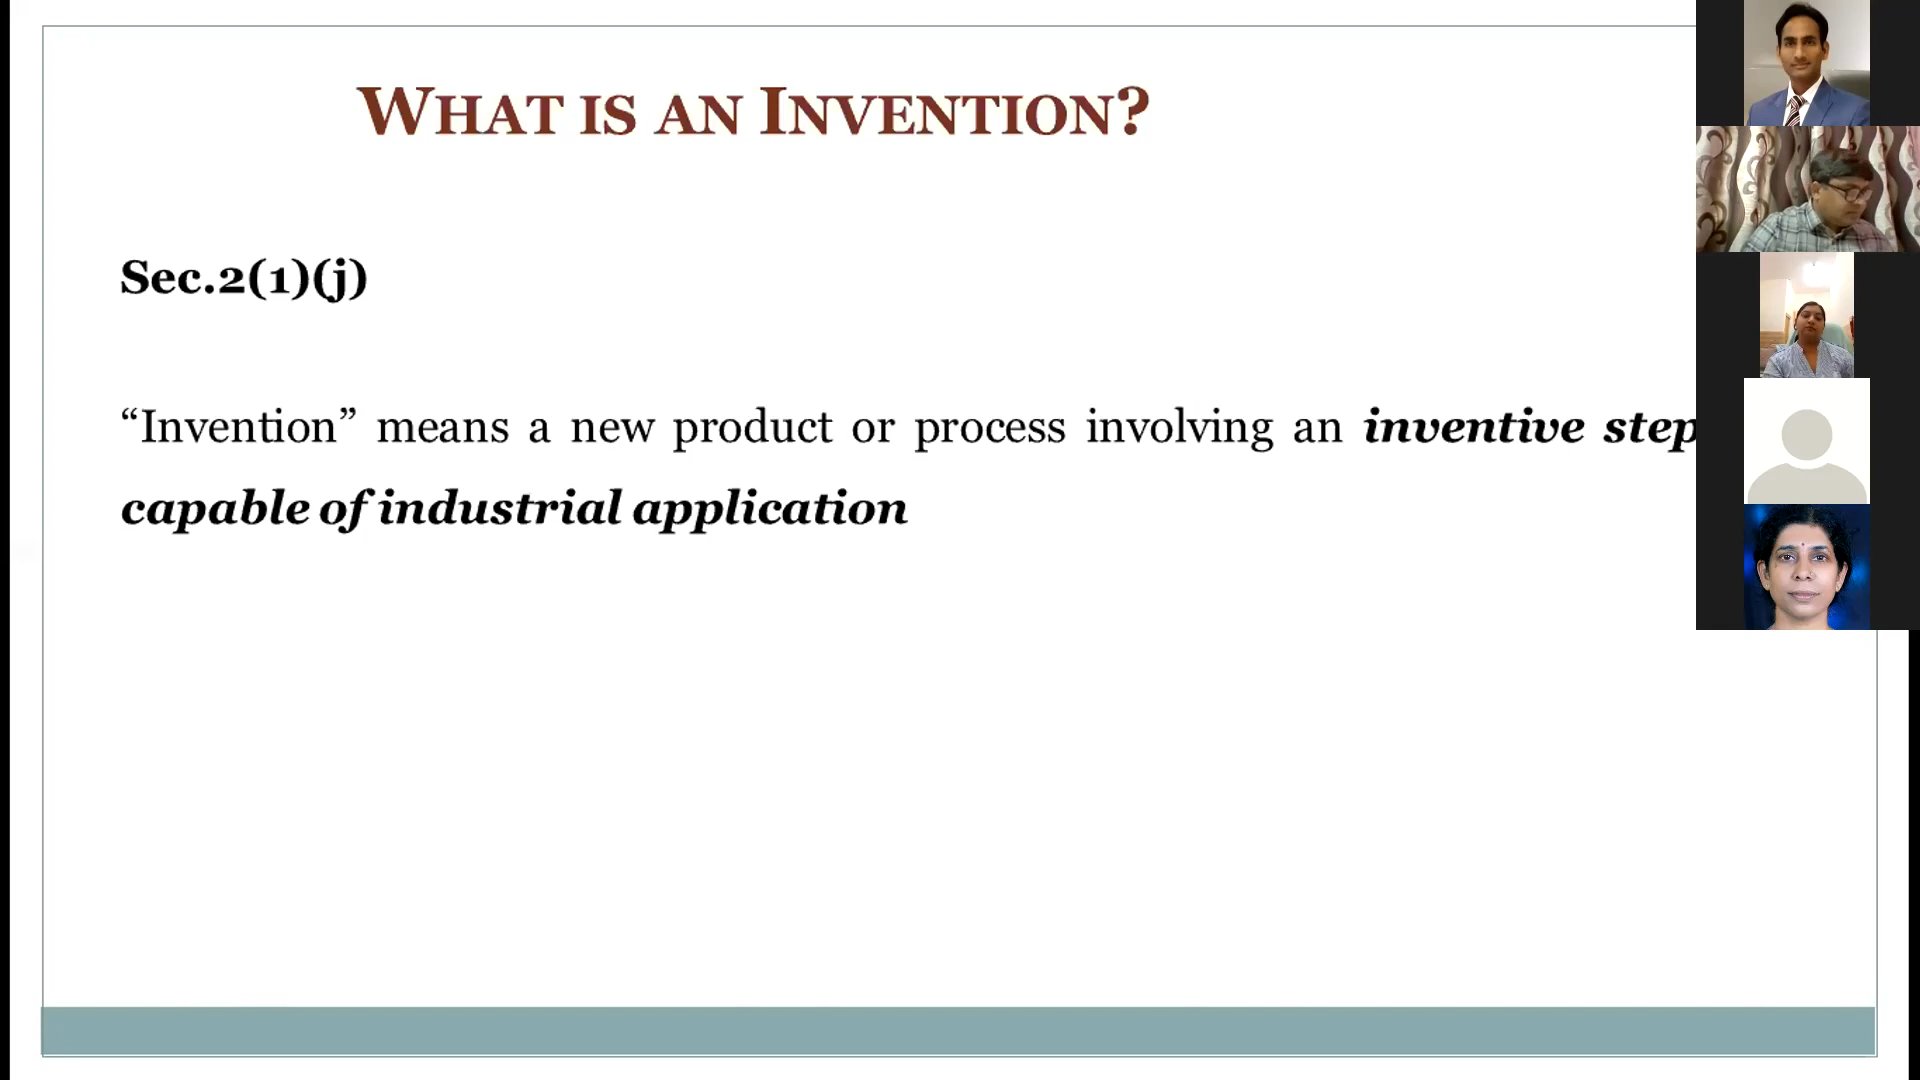 WHAT IS AN INVENTION?
Sec.2(1)(j)
“Invention” means a new product or process involving an inventive step
capable of industrial application